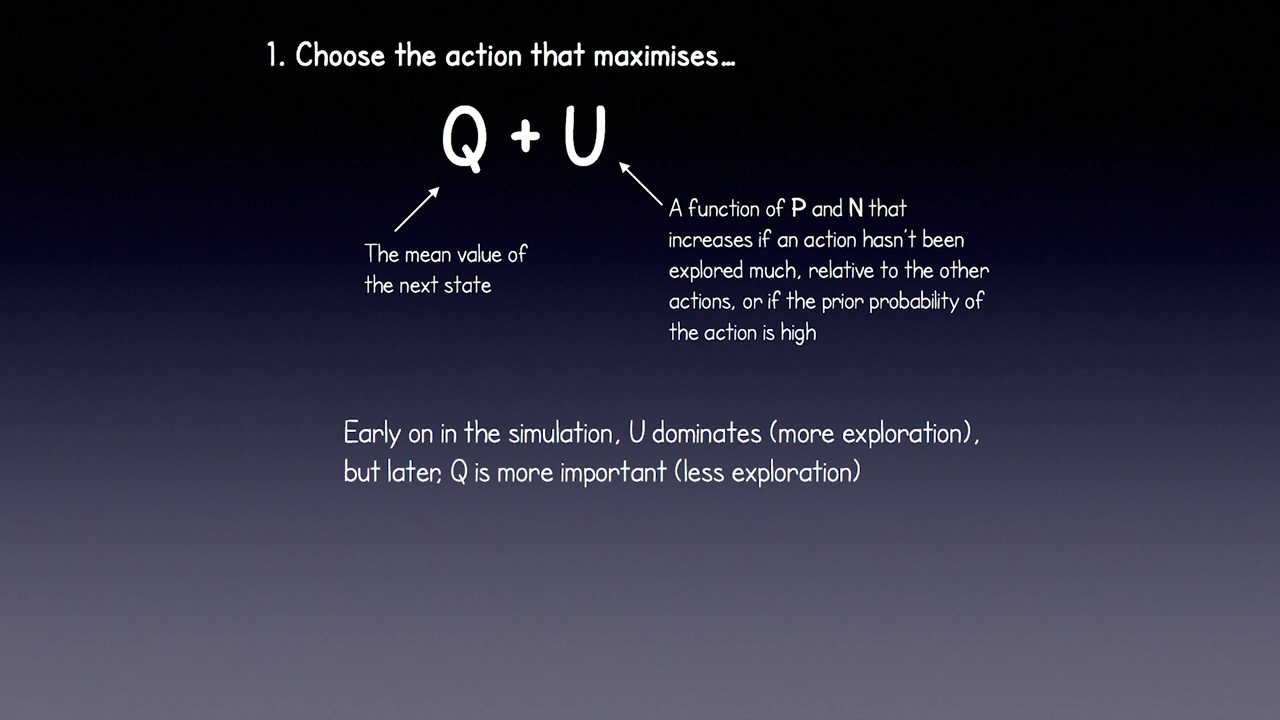 1. Choose the action that maximises...
Q + U
The mean value of
the next state
A function of P and N that
increases if an action hasn't been
explored much, relative to the other
actions, or if the prior probability of
the action is high
Early on in the simulation, U dominates (more exploration),
but later, Q is more important (less exploration)